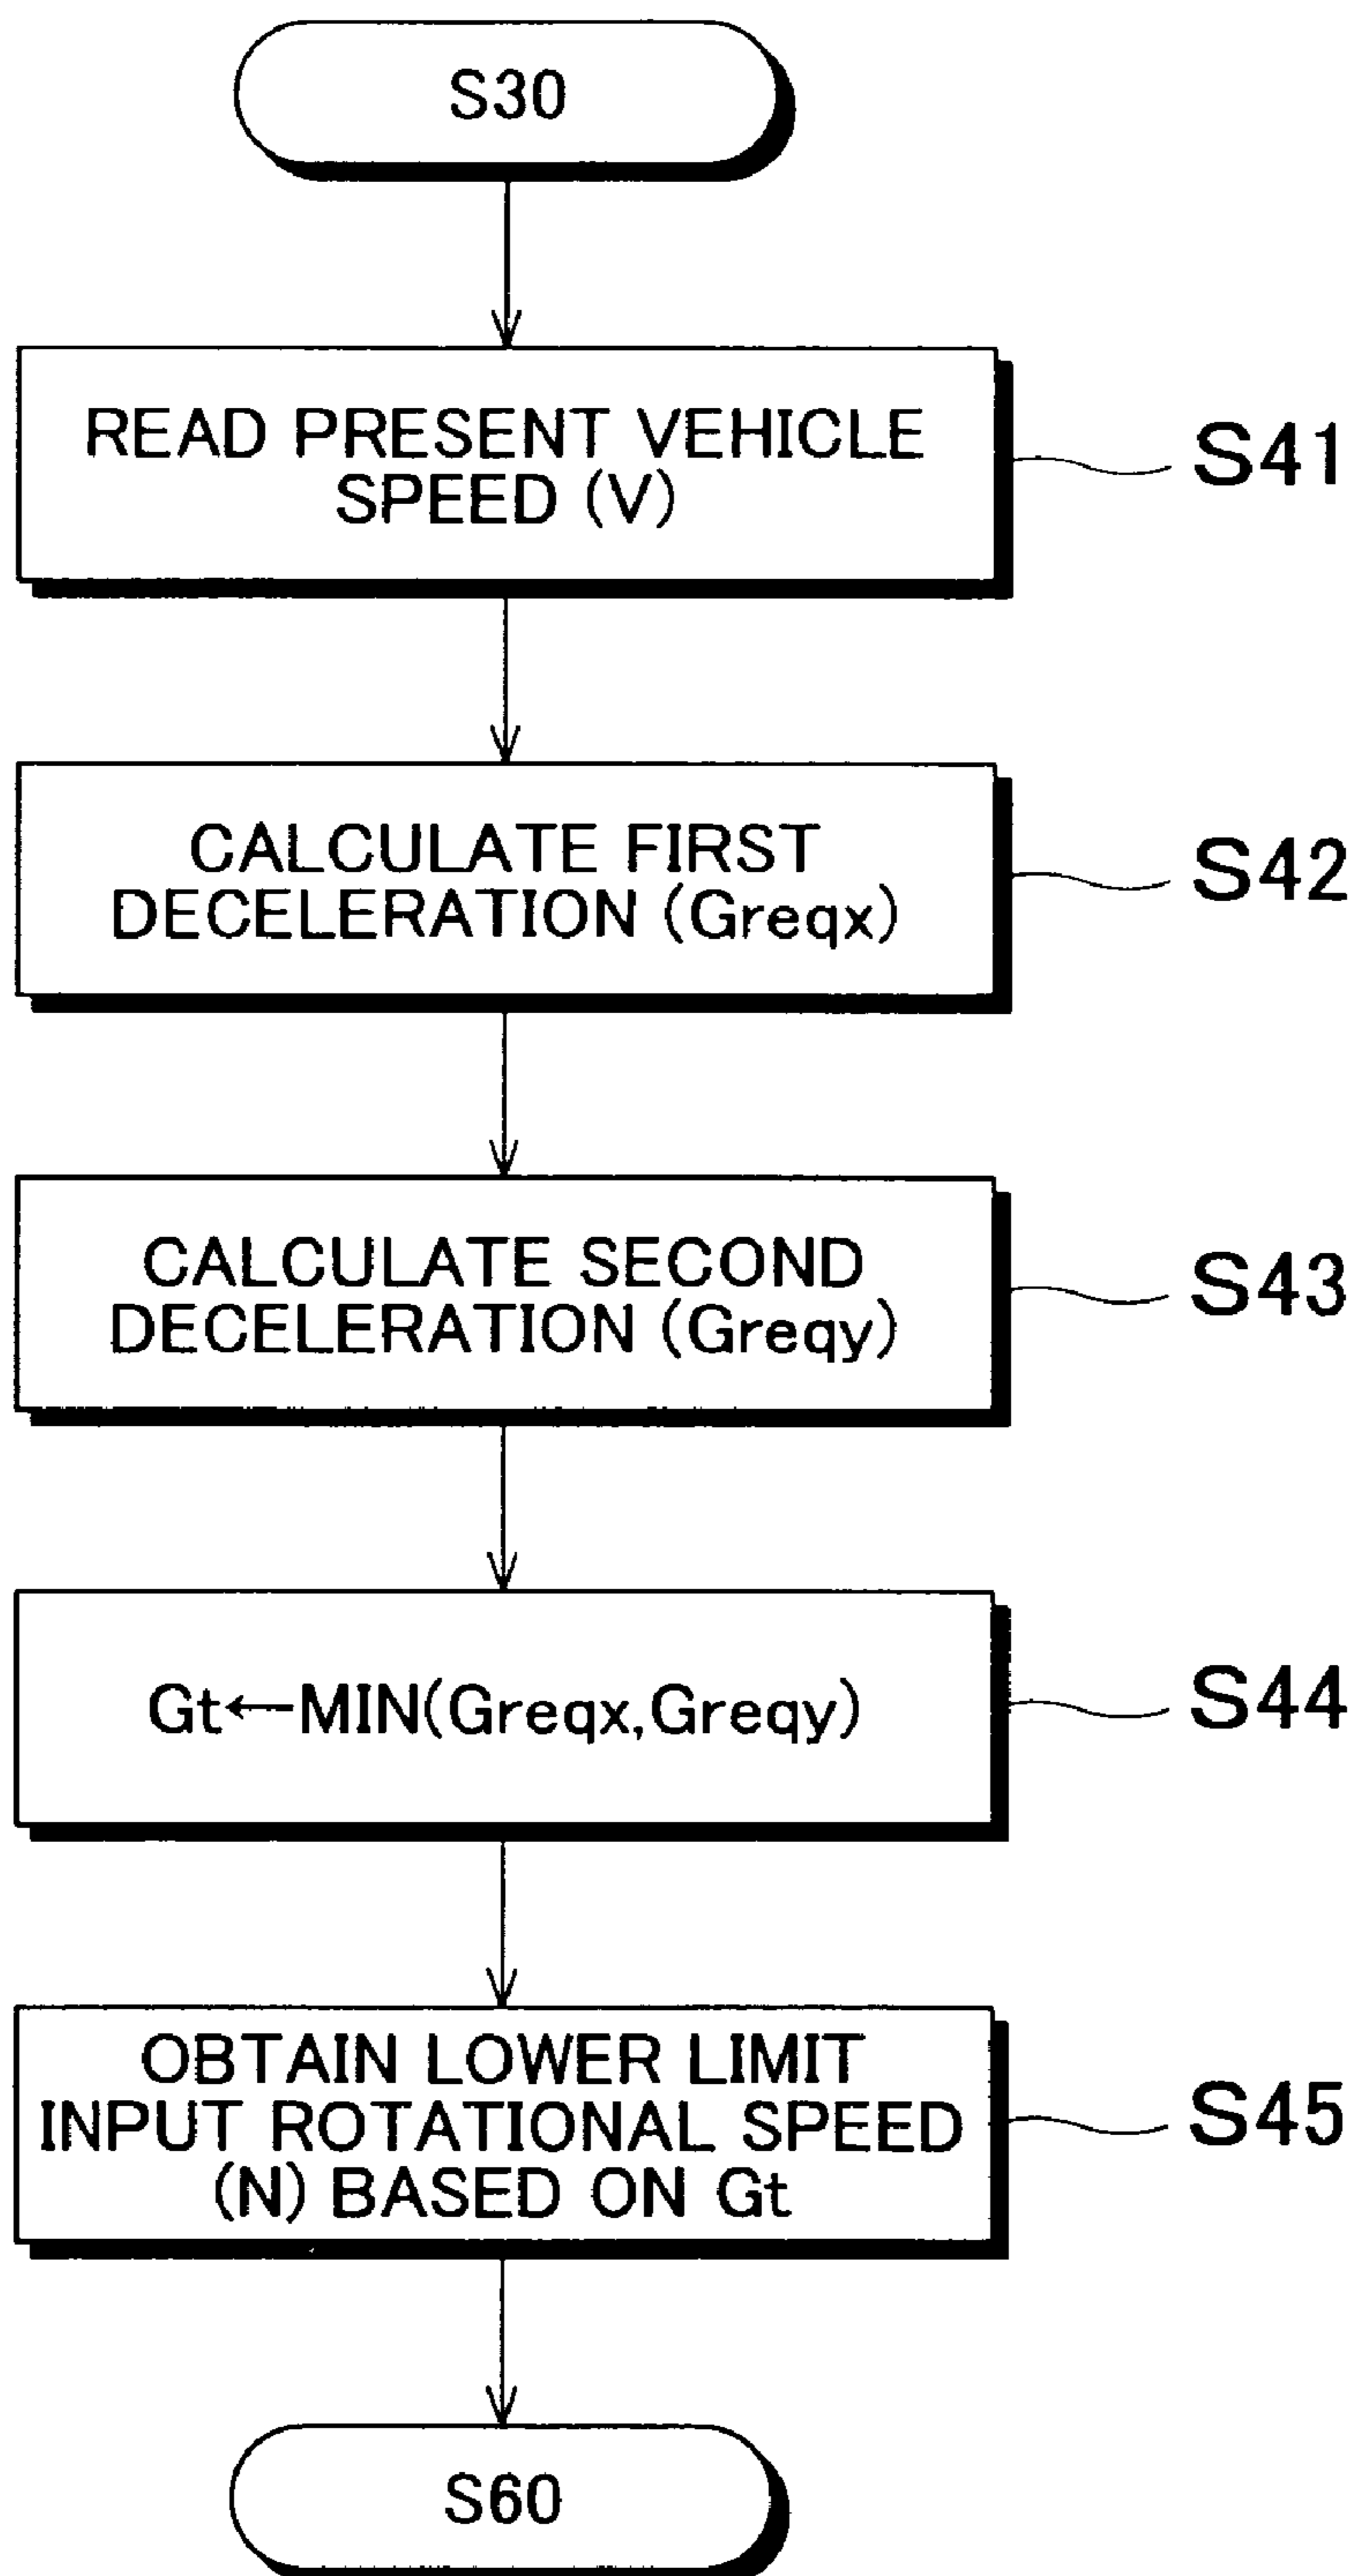 S30
READ PRESENT VEHICLE
SPEED (V)
S41
CALCULATE FIRST
DECELERATION (Greqx)
S42
CALCULATE SECOND
DECELERATION (Greqy)
S43
Gt←MIN(Greqx,Greqy)
S44
OBTAIN LOWER LIMIT
INPUT ROTATIONAL SPEED
(N) BASED ON Gt
S45
S60